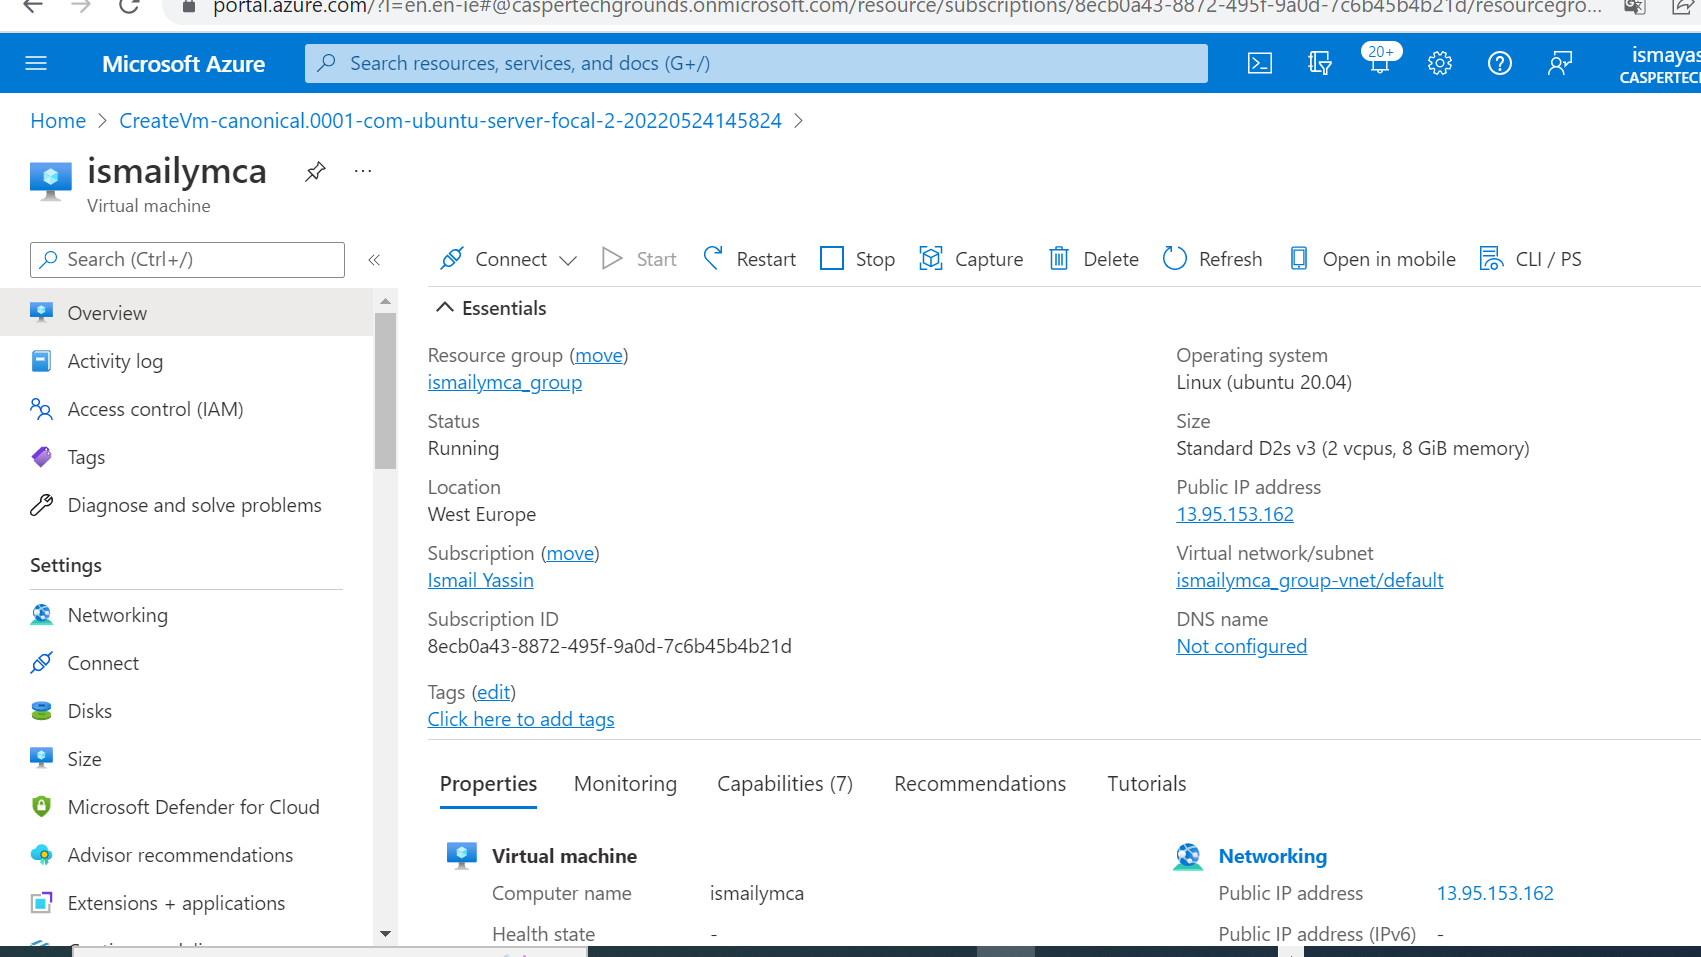 portal.azure.com/?l=en.en-ie#@caspertechgrounds.onmicrosoft.com/resource/subscriptions/8ecb0a43-8872-495f-9a0d-7c6b45b4b21d/resourcegro...
Microsoft Azure
Search resources, services, and docs (G+/)
20+
ismayas
CASPERTEC
Home > CreateVm-canonical.0001-com-ubuntu-server-focal-2-20220524145824 >
ismailymca
...
Virtual machine
Search (Ctrl+/)
«
Connect
Start
Restart
Stop
Capture
Delete
Refresh
Open in mobile
CLI / PS
Overview
Activity log
Access control (IAM)
Tags
Diagnose and solve problems
Settings
Networking
Connect
Disks
Size
Microsoft Defender for Cloud
Advisor recommendations
Extensions + applications
Essentials
Resource group (move)
ismailymca_group
Status
Running
Location
West Europe
Subscription (move)
Ismail Yassin
Subscription ID
8ecb0a43-8872-495f-9a0d-7c6b45b4b21d
Tags (edit)
Click here to add tags
Operating system
Linux (ubuntu 20.04)
Size
Standard D2s v3 (2 vcpus, 8 GiB memory)
Public IP address
13.95.153.162
Virtual network/subnet
ismailymca_group-vnet/default
DNS name
Not configured
Properties
Monitoring
Capabilities (7)
Recommendations
Tutorials
Virtual machine
Computer name ismailymca
Health state -
Networking
Public IP address 13.95.153.162
Public IP address (IPv6) -